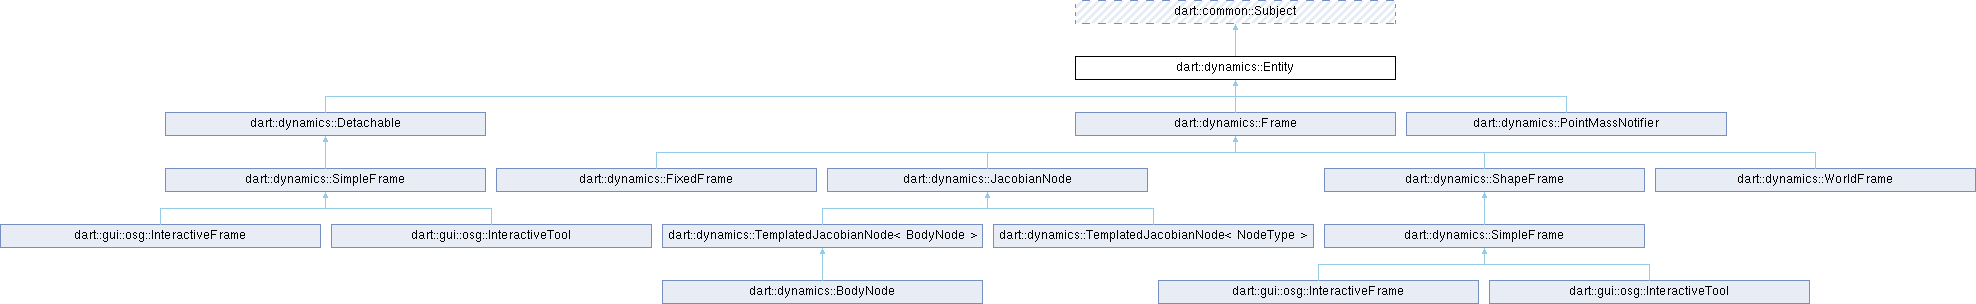 dart::common::Subject
dart::dynamics::Entity
dart::dynamics::Detachable
dart::dynamics::Frame
dart::dynamics::PointMassNotifier
dart::dynamics::SimpleFrame
dart::dynamics::FixedFrame
dart::dynamics::JacobianNode
dart::dynamics::ShapeFrame
dart::dynamics::WorldFrame
dart::gui::osg::InteractiveFrame
dart::gui::osg::InteractiveTool
dart::dynamics::TemplatedJacobianNode< BodyNode >
dart::dynamics::TemplatedJacobianNode< NodeType >
dart::dynamics::SimpleFrame
dart::dynamics::BodyNode
dart::gui::osg::InteractiveFrame
dart::gui::osg::InteractiveTool